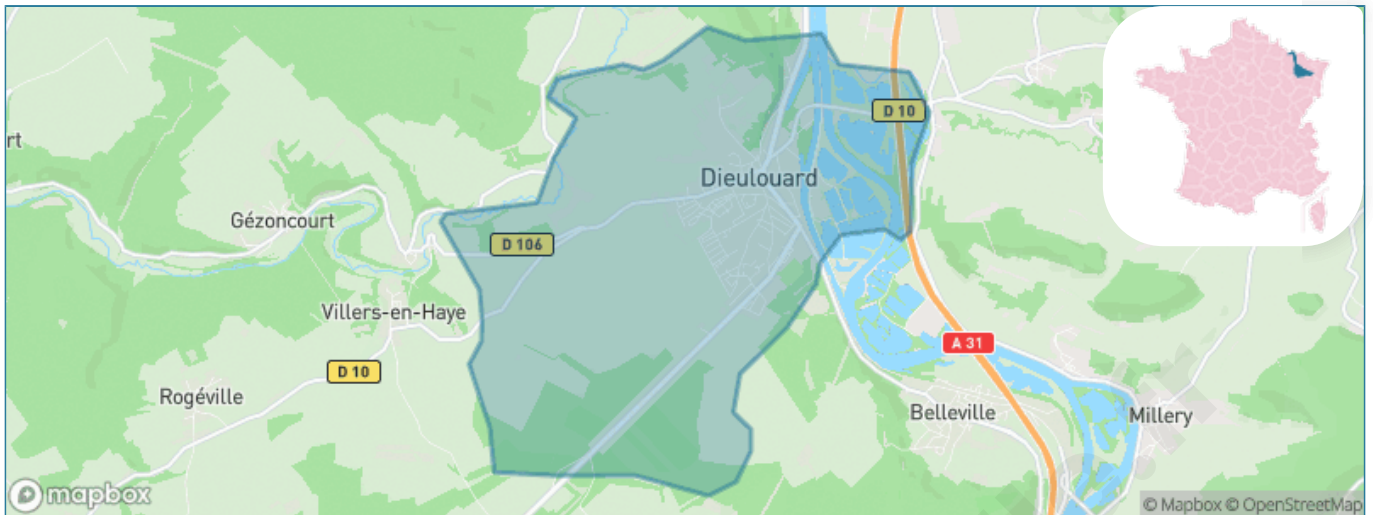 D 10
rt
Dieulouard
Gézoncourt
D 106
Villers-en-Haye
A 31
D 10
Rogéville
Belleville
Millery
mapbox
© Mapbox © OpenStreetMap